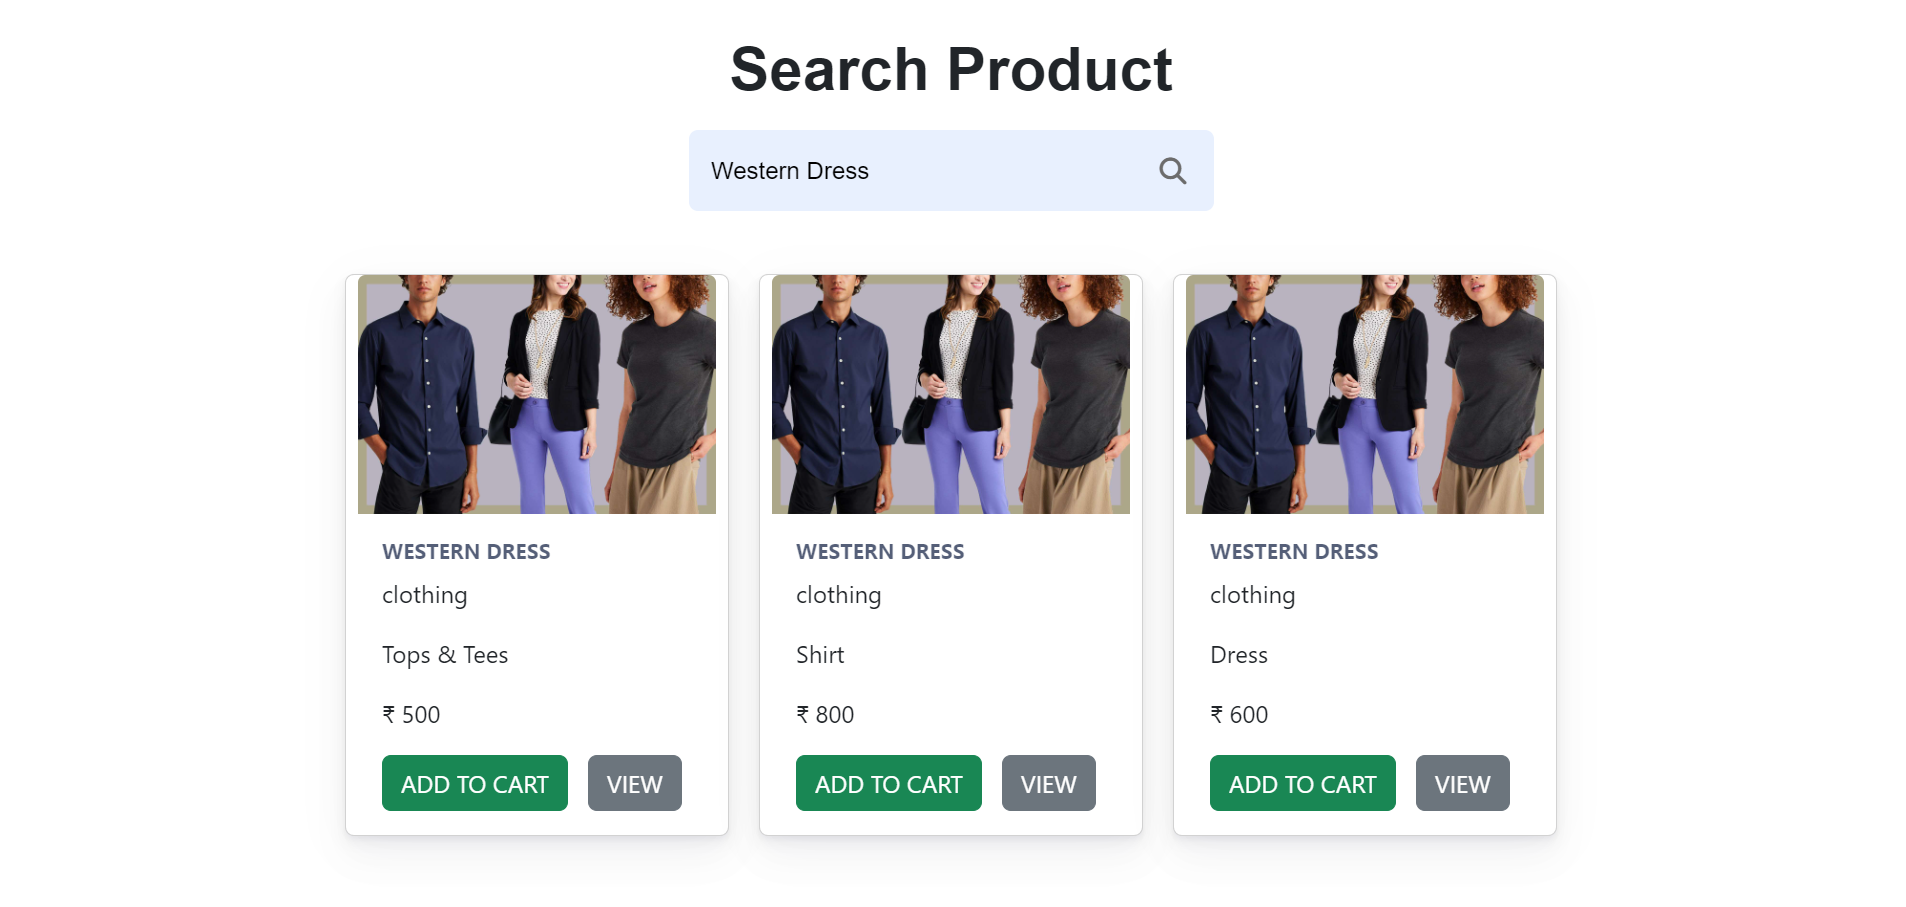 Search Product
Western Dress
WESTERN DRESS
clothing
Tops & Tees
₹ 500
ADD TO CART
VIEW
WESTERN DRESS
clothing
Shirt
₹ 800
ADD TO CART
VIEW
WESTERN DRESS
clothing
Dress
₹ 600
ADD TO CART
VIEW